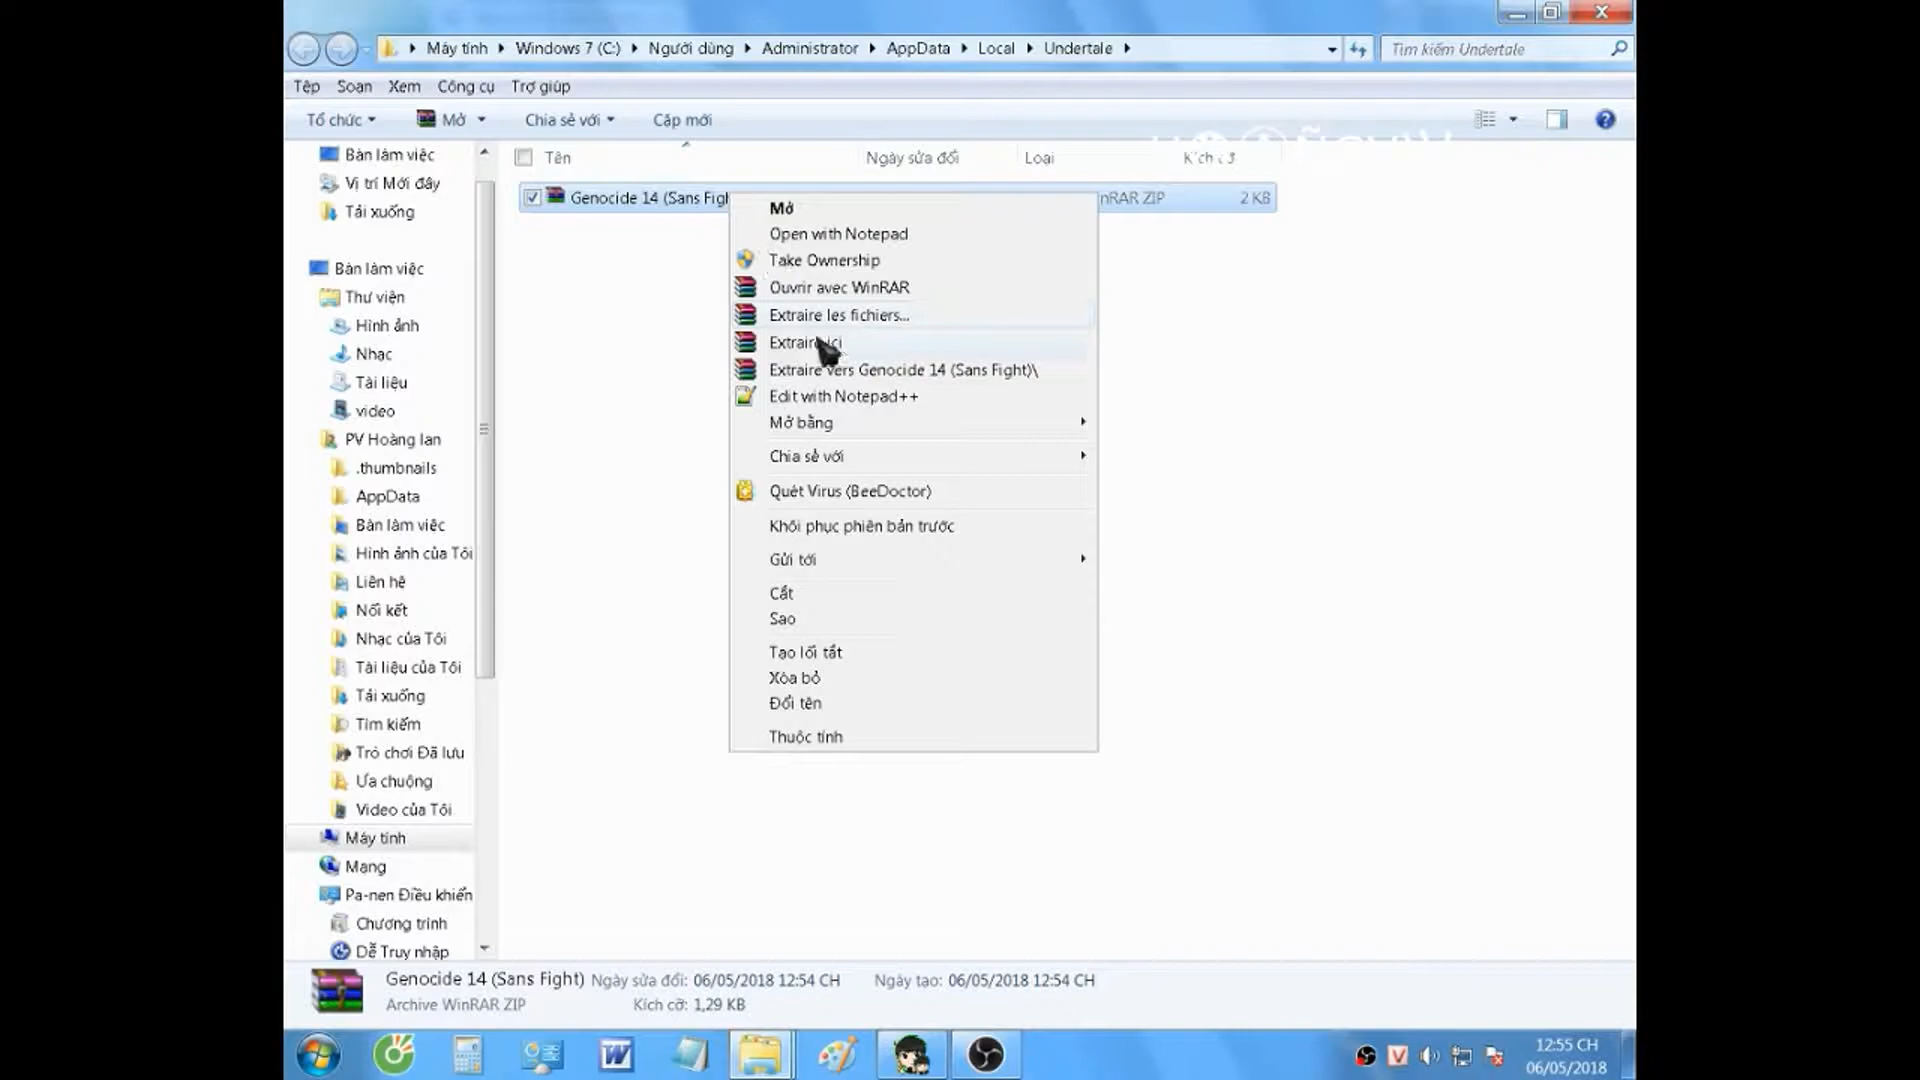 Máy tính ▸ Windows 7 (C:) ▸ Người dùng ▸ Administrator ▸ AppData ▸ Local ▸ Undertale ▸
Tìm kiếm Undertale
Tệp Soạn Xem Công cụ Trợ giúp
Tổ chức Mở Chia sẻ với Cặp mới
Tên Ngày sửa đổi Loại
Genocide 14 (Sans Figh nRAR ZIP 2 KB
Bàn làm việc
Vị trí Mới đây
Tải xuống
Bàn làm việc
Thư viện
Hình ảnh
Nhạc
Tài liệu
video
PV Hoàng lan
.thumbnails
AppData
Bàn làm việc
Hình ảnh của Tôi
Liên hệ
Nối kết
Nhạc của Tôi
Tài liệu của Tôi
Tải xuống
Tìm kiếm
Trò chơi Đã lưu
Ưa chuộng
Video của Tôi
Máy tính
Mạng
Pa-nen Điều khiển
Chương trình
Dễ Truy nhập
Mở
Open with Notepad
Take Ownership
Ouvrir avec WinRAR
Extraire les fichiers...
Extraire ici
Extraire vers Genocide 14 (Sans Fight)\
Edit with Notepad++
Mở bằng
Chia sẻ với
Quét Virus (BeeDoctor)
Khôi phục phiên bản trước
Gửi tới
Cắt
Sao
Tạo lối tắt
Xóa bỏ
Đổi tên
Thuộc tính
Genocide 14 (Sans Fight) Ngày sửa đổi: 06/05/2018 12:54 CH Ngày tạo: 06/05/2018 12:54 CH
Archive WinRAR ZIP Kích cỡ: 1,29 KB
12:55 CH
06/05/2018